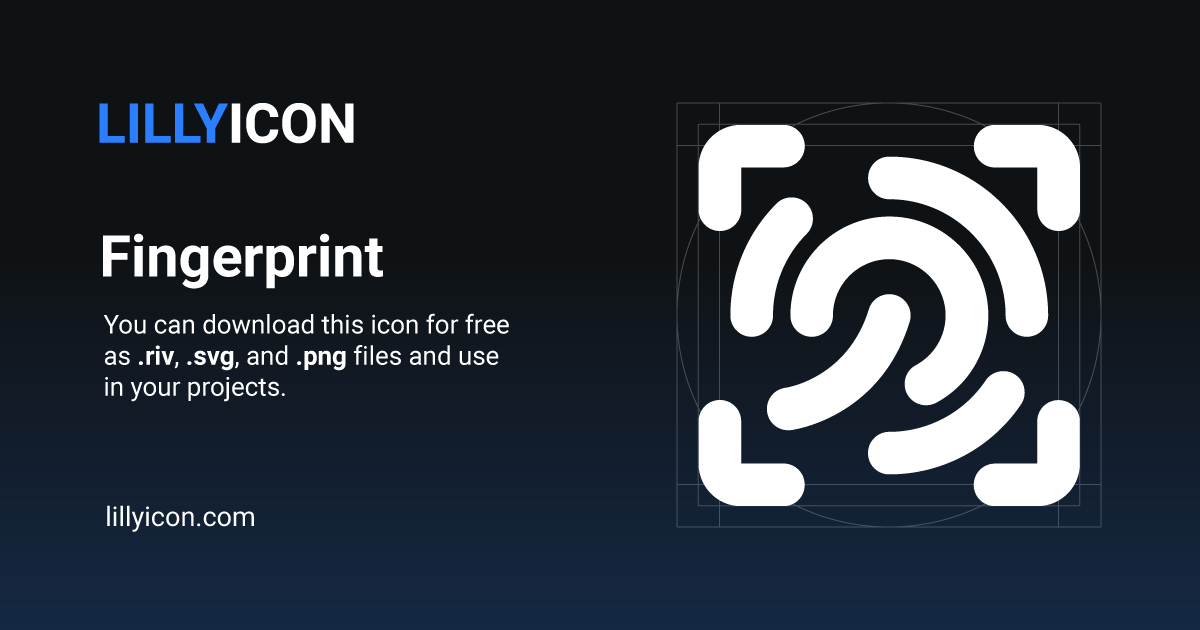 LILLYICON
Fingerprint
You can download this icon for free
as .riv, .svg, and .png files and use
in your projects.
lillyicon.com